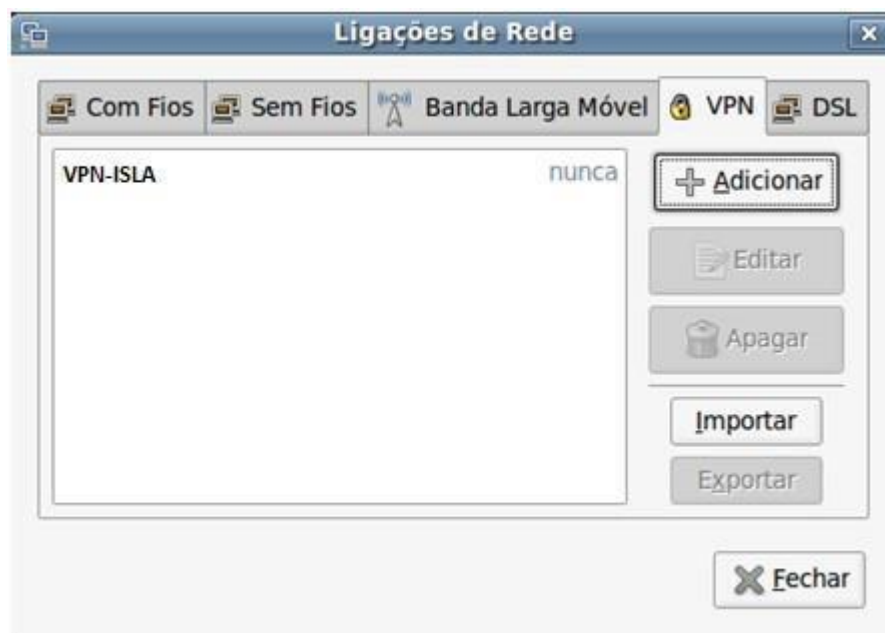 Ligações de Rede
Com Fios Sem Fios Banda Larga Móvel VPN DSL
VPN-ISLA nunca
Adicionar
Editar
Apagar
Importar
Exportar
Fechar